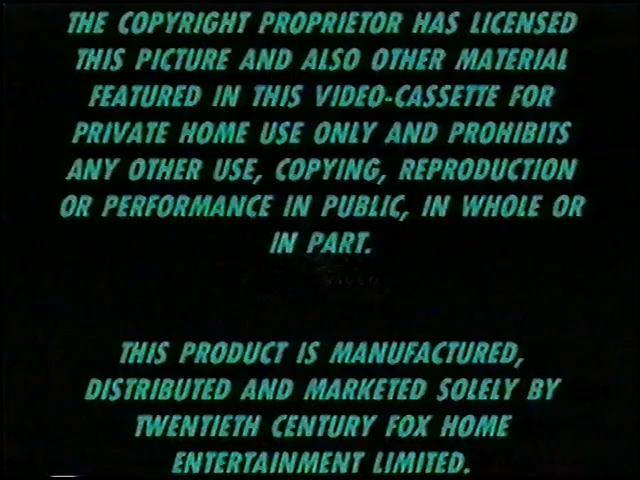 THE COPYRIGHT PROPRIETOR HAS LICENSED
THIS PICTURE AND ALSO OTHER MATERIAL
FEATURED IN THIS VIDEO-CASSETTE FOR
PRIVATE HOME USE ONLY AND PROHIBITS
ANY OTHER USE, COPYING, REPRODUCTION
OR PERFORMANCE IN PUBLIC, IN WHOLE OR
IN PART.
THIS PRODUCT IS MANUFACTURED,
DISTRIBUTED AND MARKETED SOLELY BY
TWENTIETH CENTURY FOX HOME
ENTERTAINMENT LIMITED.